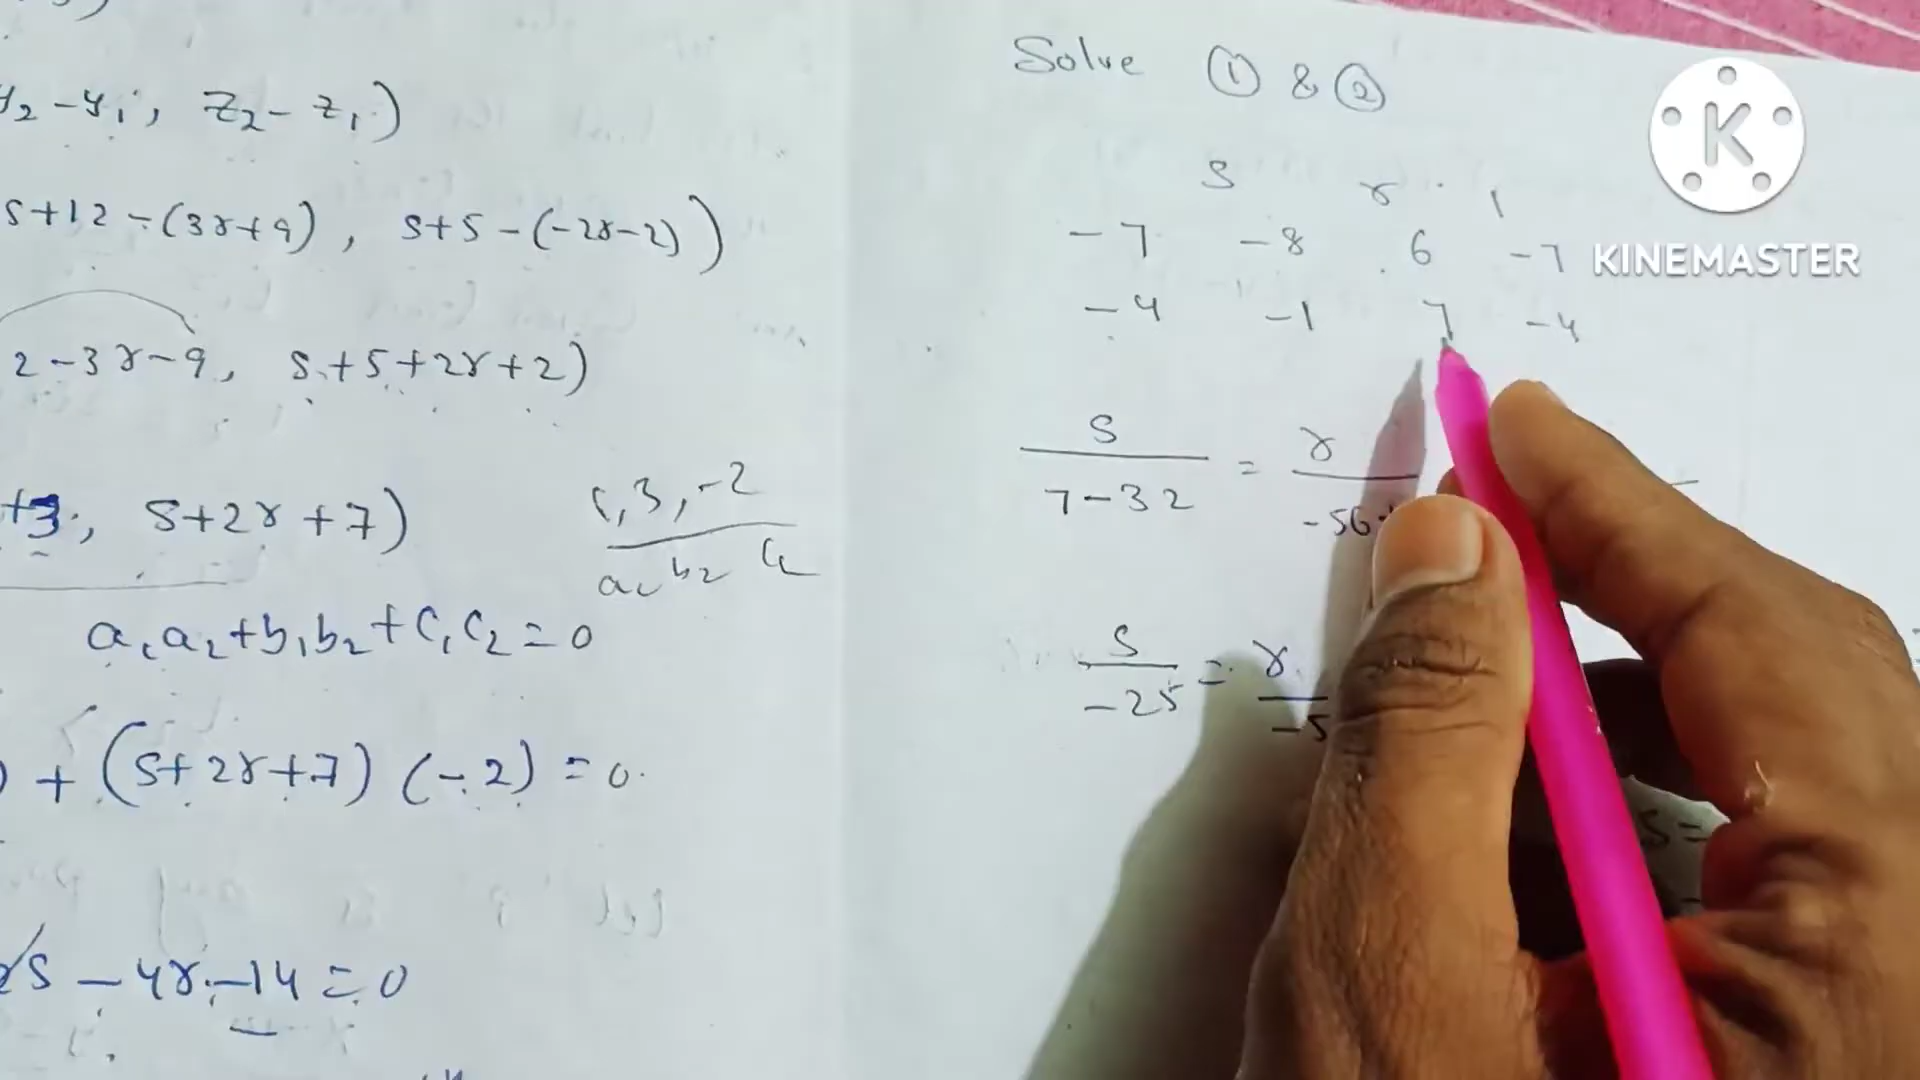 y₂-y₁, z₂-z₁)
s+12-(3r+9), s+5-(-2r-2))
2-3r-9, s+5+2r+2)
+3, s+2r+7)
1,3,-2
a₂ b₂ c₂
a₁a₂+b₁b₂+c₁c₂=0
) + (s+2r+7)(-2)=0
s-4r-14=0
Solve ① & ②
s r 1
-7 -8 6 -7
-4 -1 7 -4
s/7-32 = r/-56
s/-25 = r/-5
s=
K
KINEMASTER